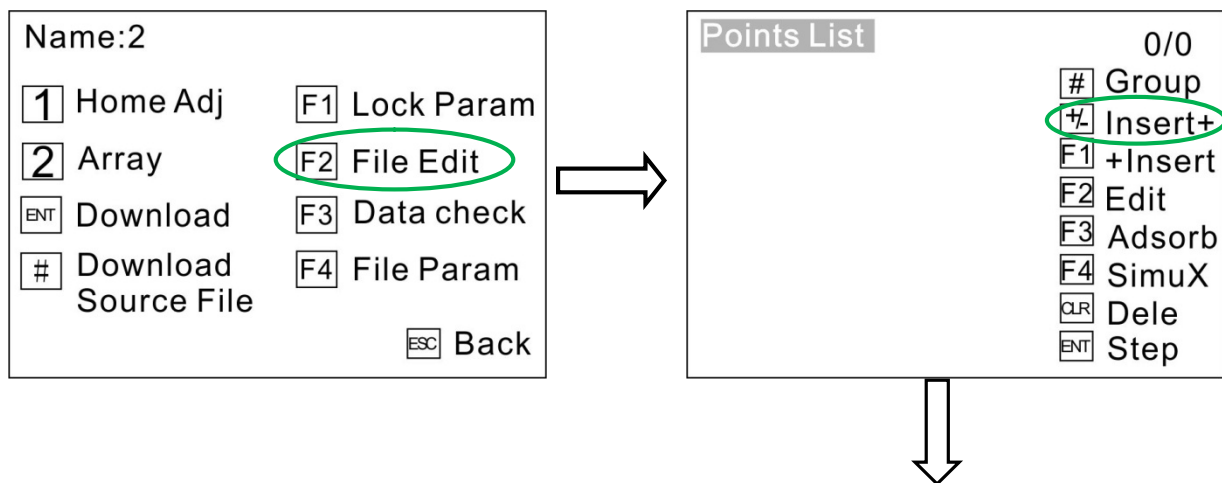 Name:2
1 Home Adj
F1 Lock Param
2 Array
F2 File Edit
ENT Download
F3 Data check
# Download
Source File
F4 File Param
ESC Back
Points List
0/0
# Group
+/- Insert+
F1 +Insert
F2 Edit
F3 Adsorb
F4 SimuX
CLR Dele
ENT Step